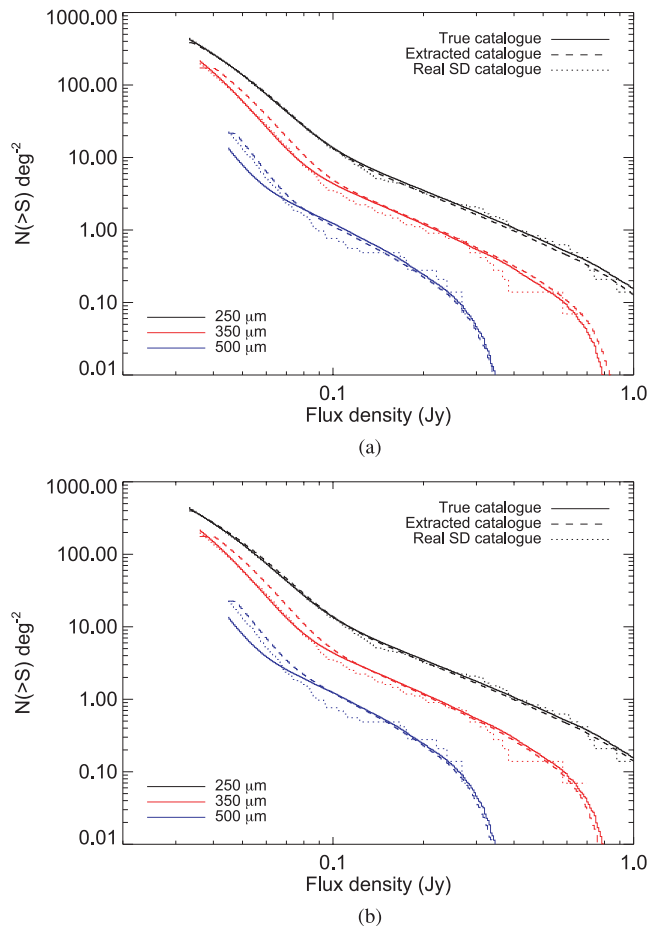 1000.00
100.00
10.00
1.00
0.10
0.01
N(>S) deg⁻²
True catalogue
Extracted catalogue
Real SD catalogue
250 µm
350 µm
500 µm
0.1
1.0
Flux density (Jy)
(a)
1000.00
100.00
10.00
1.00
0.10
0.01
N(>S) deg⁻²
True catalogue
Extracted catalogue
Real SD catalogue
250 µm
350 µm
500 µm
0.1
1.0
Flux density (Jy)
(b)